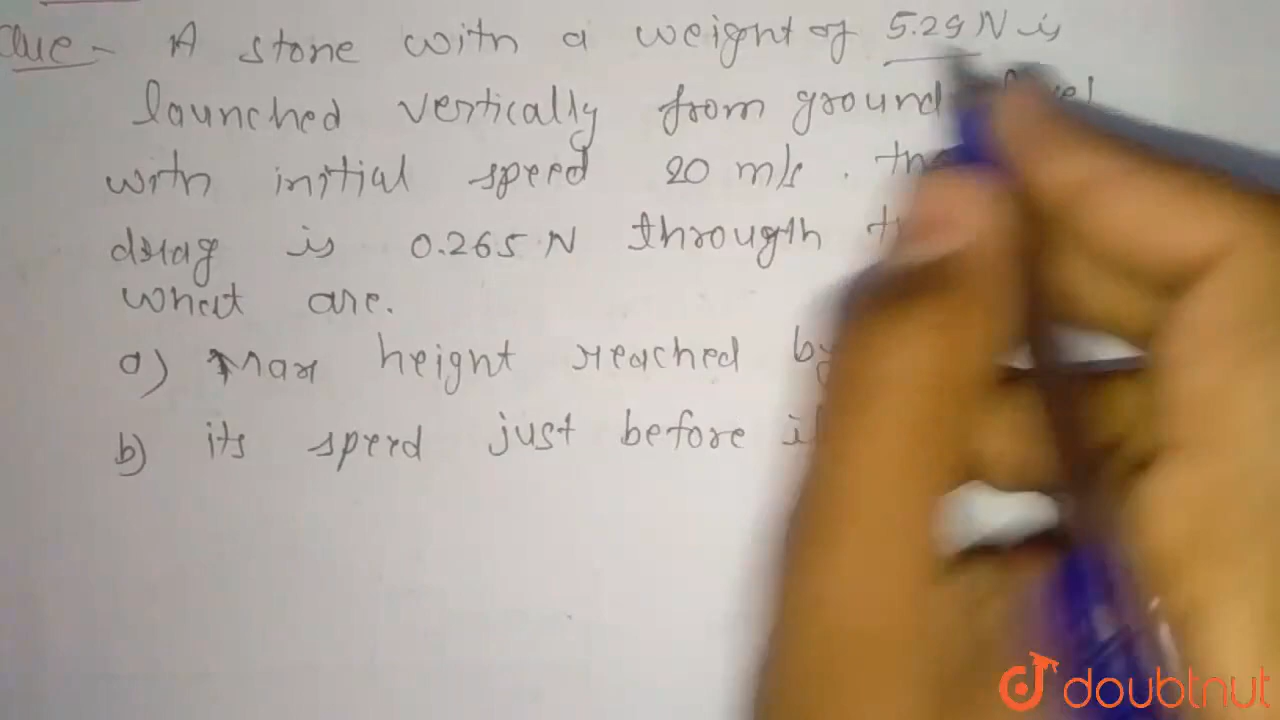 Que - A stone with a weight of 5.29 N is
launched vertically from ground
with initial speed 20 m/s. the
drag is 0.265 N through
what are.
a) Max height reached by
b) its speed just before
doubtnut